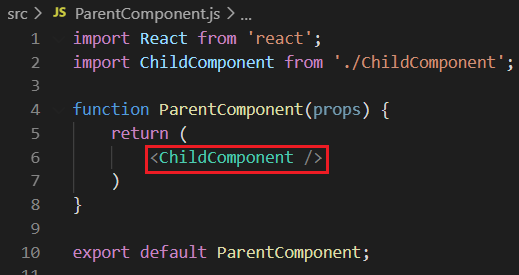 src > JS ParentComponent.js > ...
1 import React from 'react';
2 import ChildComponent from './ChildComponent';
3
4 function ParentComponent(props) {
5 return (
6 <ChildComponent />
7 )
8 }
9
10 export default ParentComponent;
11